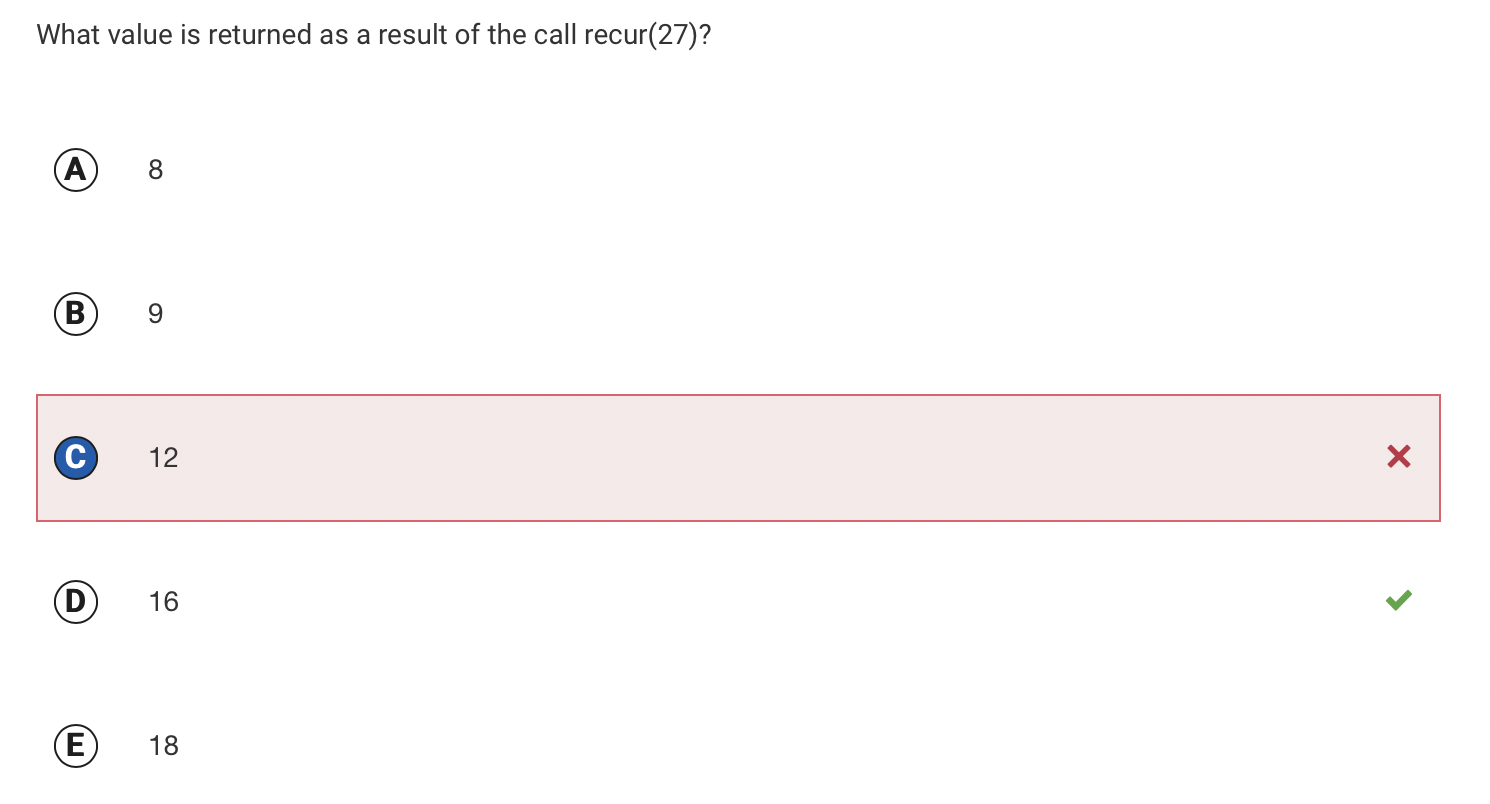 What value is returned as a result of the call recur(27)?
A 8
B 9
C 12
D 16
E 18